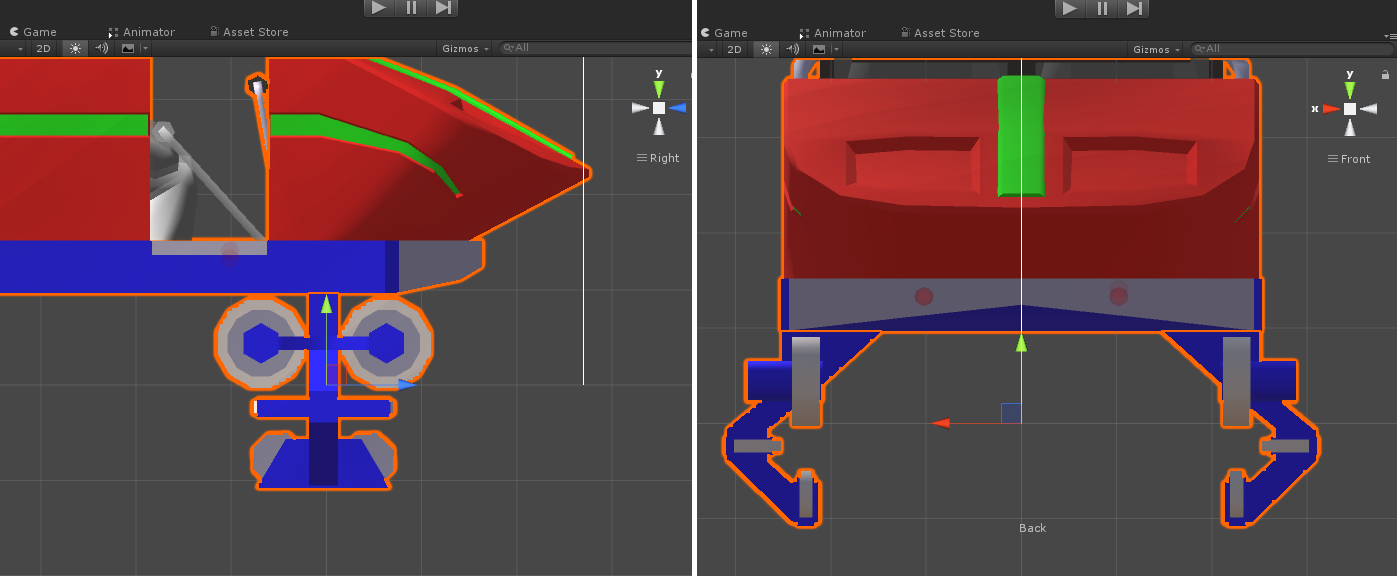 Game Animator Asset Store
2D Gizmos All
y
Right
Game Animator Asset Store
2D Gizmos All
y
x
Front
Back